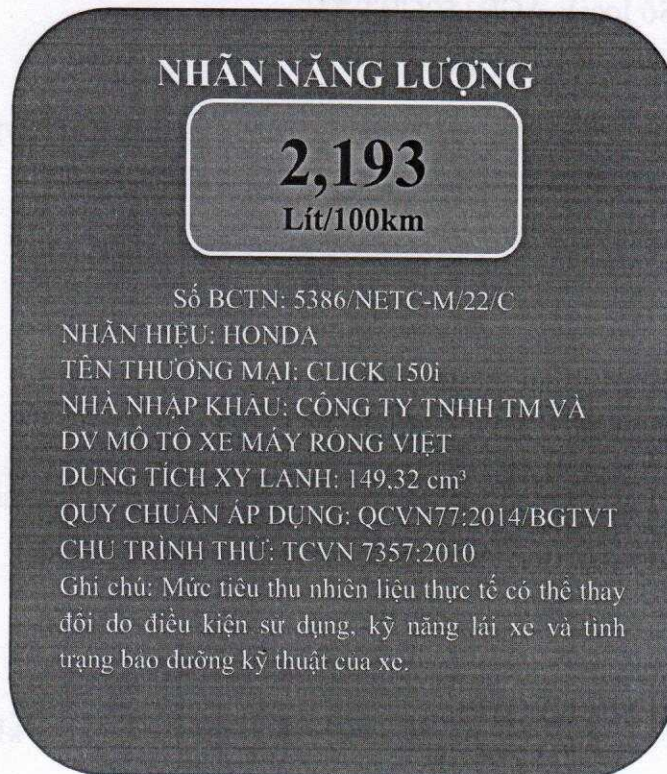 NHÃN NĂNG LƯỢNG
2,193
Lít/100km
Số BCTN: 5386/NETC-M/22/C
NHÃN HIỆU: HONDA
TÊN THƯƠNG MẠI: CLICK 150i
NHÀ NHẬP KHẨU: CÔNG TY TNHH TM VÀ
DV MÔ TÔ XE MÁY RỒNG VIỆT
DUNG TÍCH XY LANH: 149,32 cm³
QUY CHUẨN ÁP DỤNG: QCVN77:2014/BGTVT
CHU TRÌNH THỬ: TCVN 7357:2010
Ghi chú: Mức tiêu thu nhiên liệu thực tế có thể thay
đổi do điều kiện sử dụng, kỹ năng lái xe và tình
trạng bảo dưỡng kỹ thuật của xe.